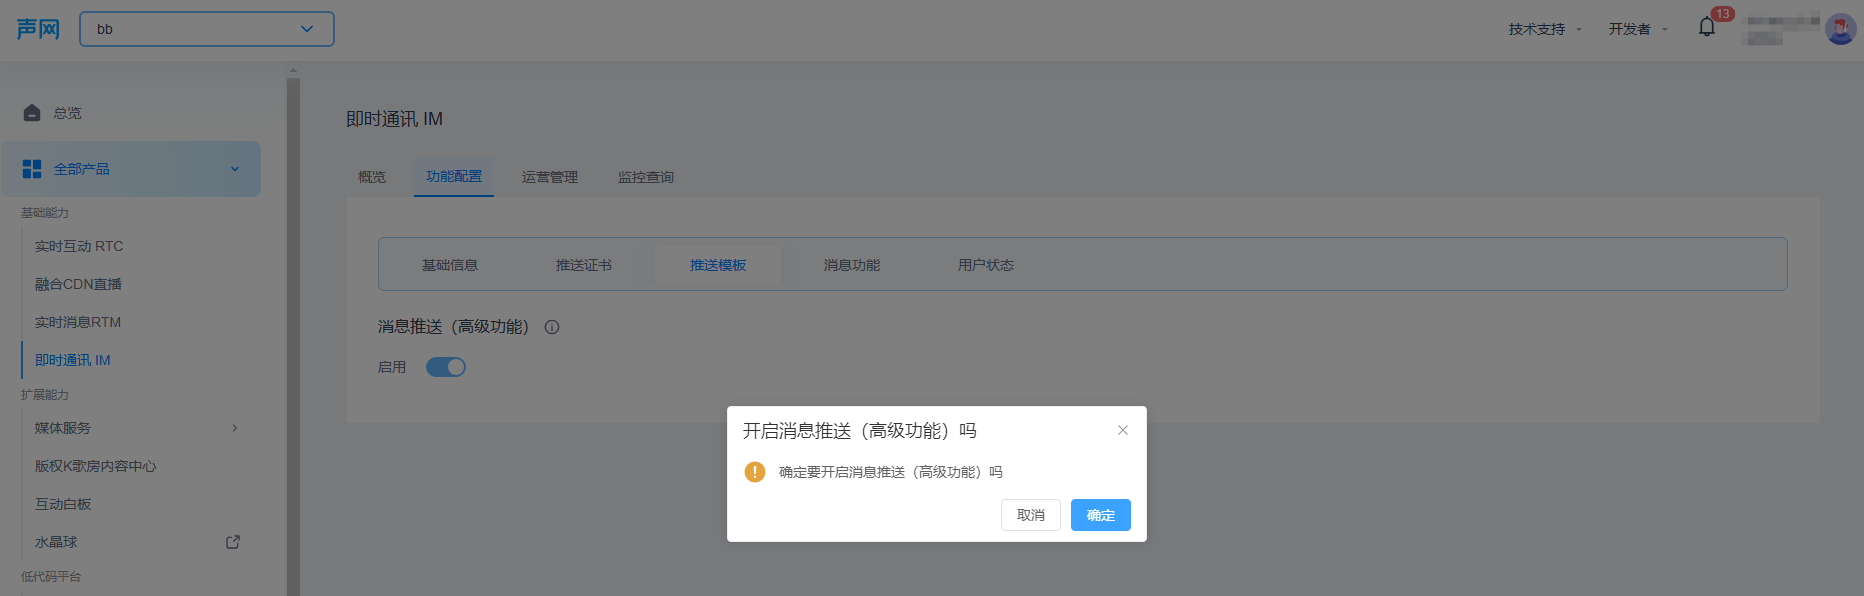 声网
bb
技术支持
开发者
13
总览
全部产品
基础能力
实时互动 RTC
融合CDN直播
实时消息RTM
即时通讯 IM
扩展能力
媒体服务
版权K歌房内容中心
互动白板
水晶球
低代码平台
即时通讯 IM
概览
功能配置
运营管理
监控查询
基础信息
推送证书
推送模板
消息功能
用户状态
消息推送（高级功能）
启用
开启消息推送（高级功能）吗
确定要开启消息推送（高级功能）吗
取消
确定